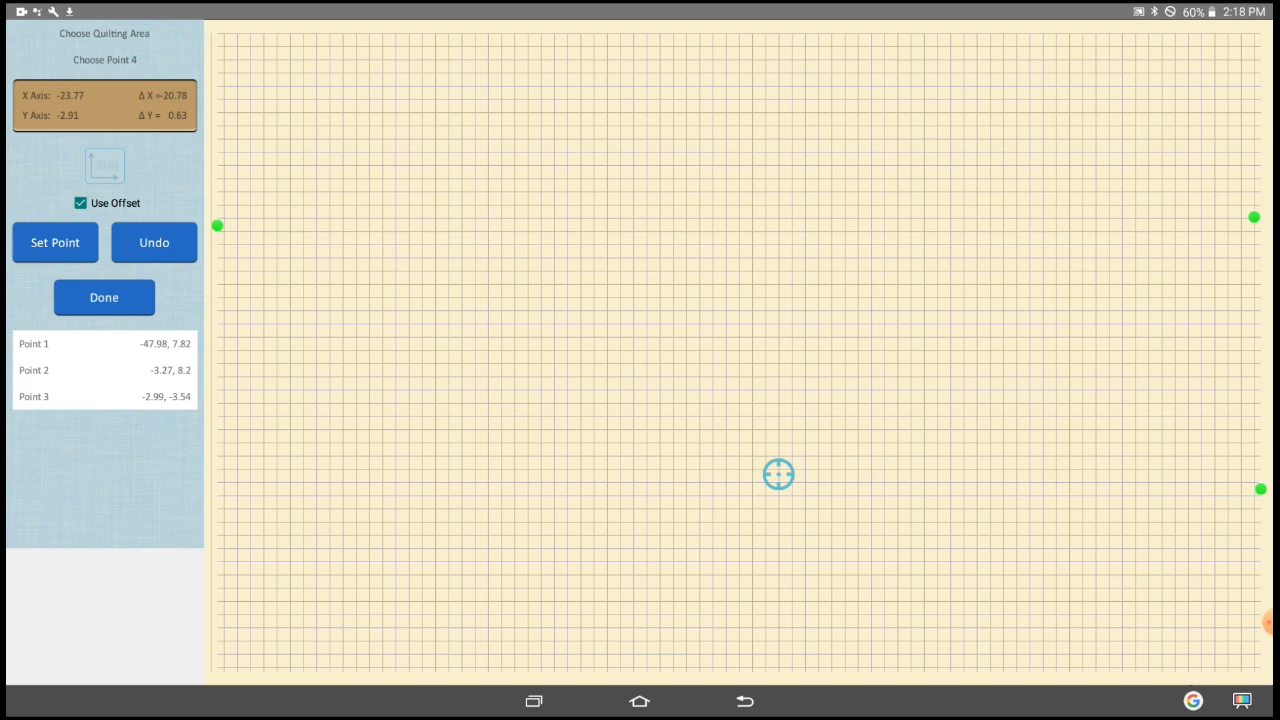 60% 2:18 PM
Choose Quilting Area
Choose Point 4
X Axis: -23.77 Δ X =-20.78
Y Axis: -2.91 Δ Y = 0.63
(0,0)
Use Offset
Set Point Undo
Done
Point 1 -47.98, 7.82
Point 2 -3.27, 8.2
Point 3 -2.99, -3.54
G